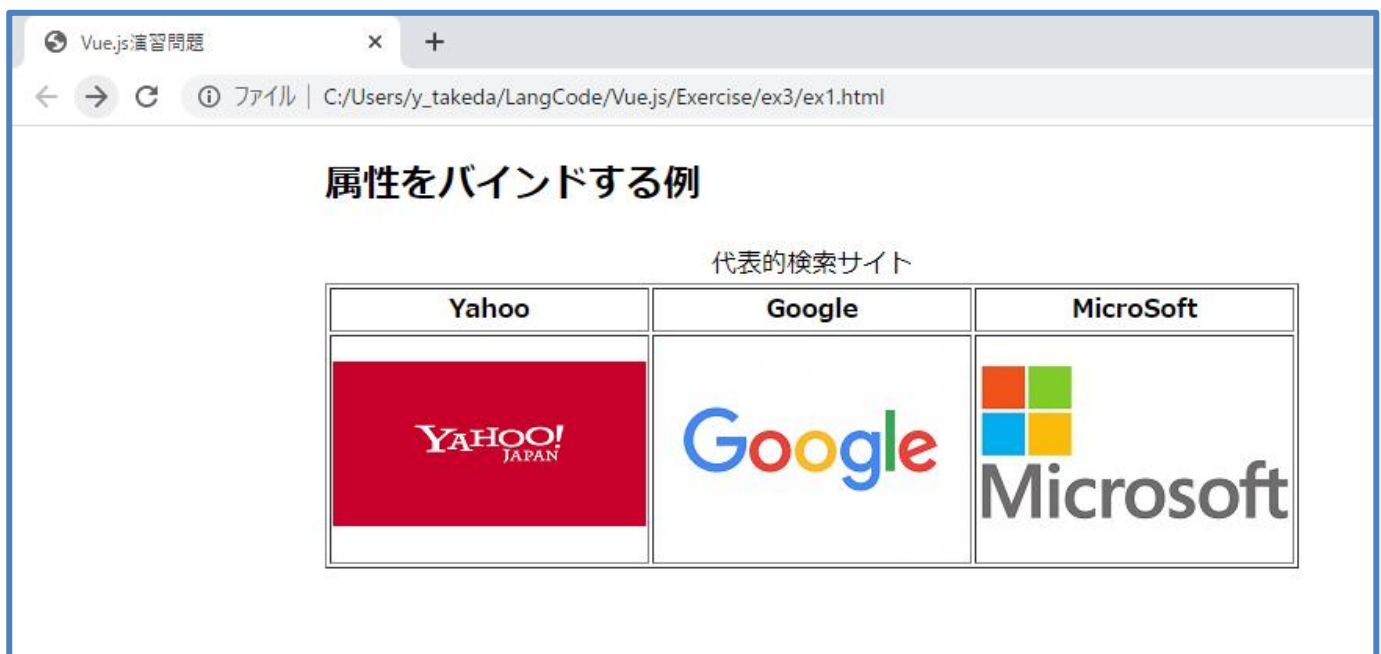 Vue.js演習問題
ファイル | C:/Users/y_takeda/LangCode/Vue.js/Exercise/ex3/ex1.html
属性をバインドする例
代表的検索サイト
Yahoo Google MicroSoft
YAHOO!
JAPAN
Google
Microsoft